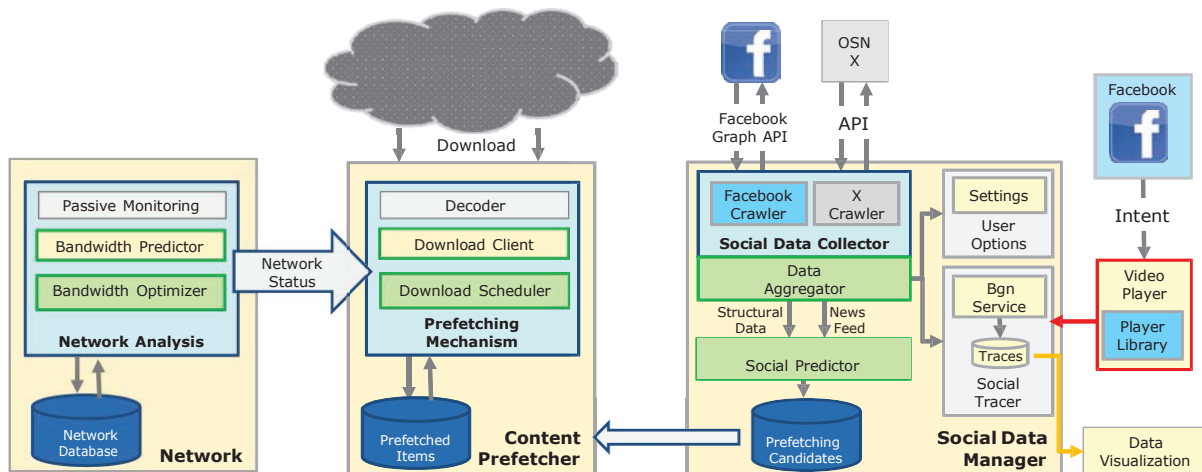 f
OSN
X
Facebook
f
Facebook
Graph API
API
Download
Intent
Passive Monitoring
Bandwidth Predictor
Bandwidth Optimizer
Network Analysis
Network
Database
Network
Network
Status
Decoder
Download Client
Download Scheduler
Prefetching
Mechanism
Prefetched
Items
Content
Prefetcher
Facebook
Crawler
X
Crawler
Social Data Collector
Data
Aggregator
Structural
Data
News
Feed
Social Predictor
Prefetching
Candidates
Settings
User
Options
Bgn
Service
Traces
Social
Tracer
Social Data
Manager
Video
Player
Player
Library
Data
Visualization